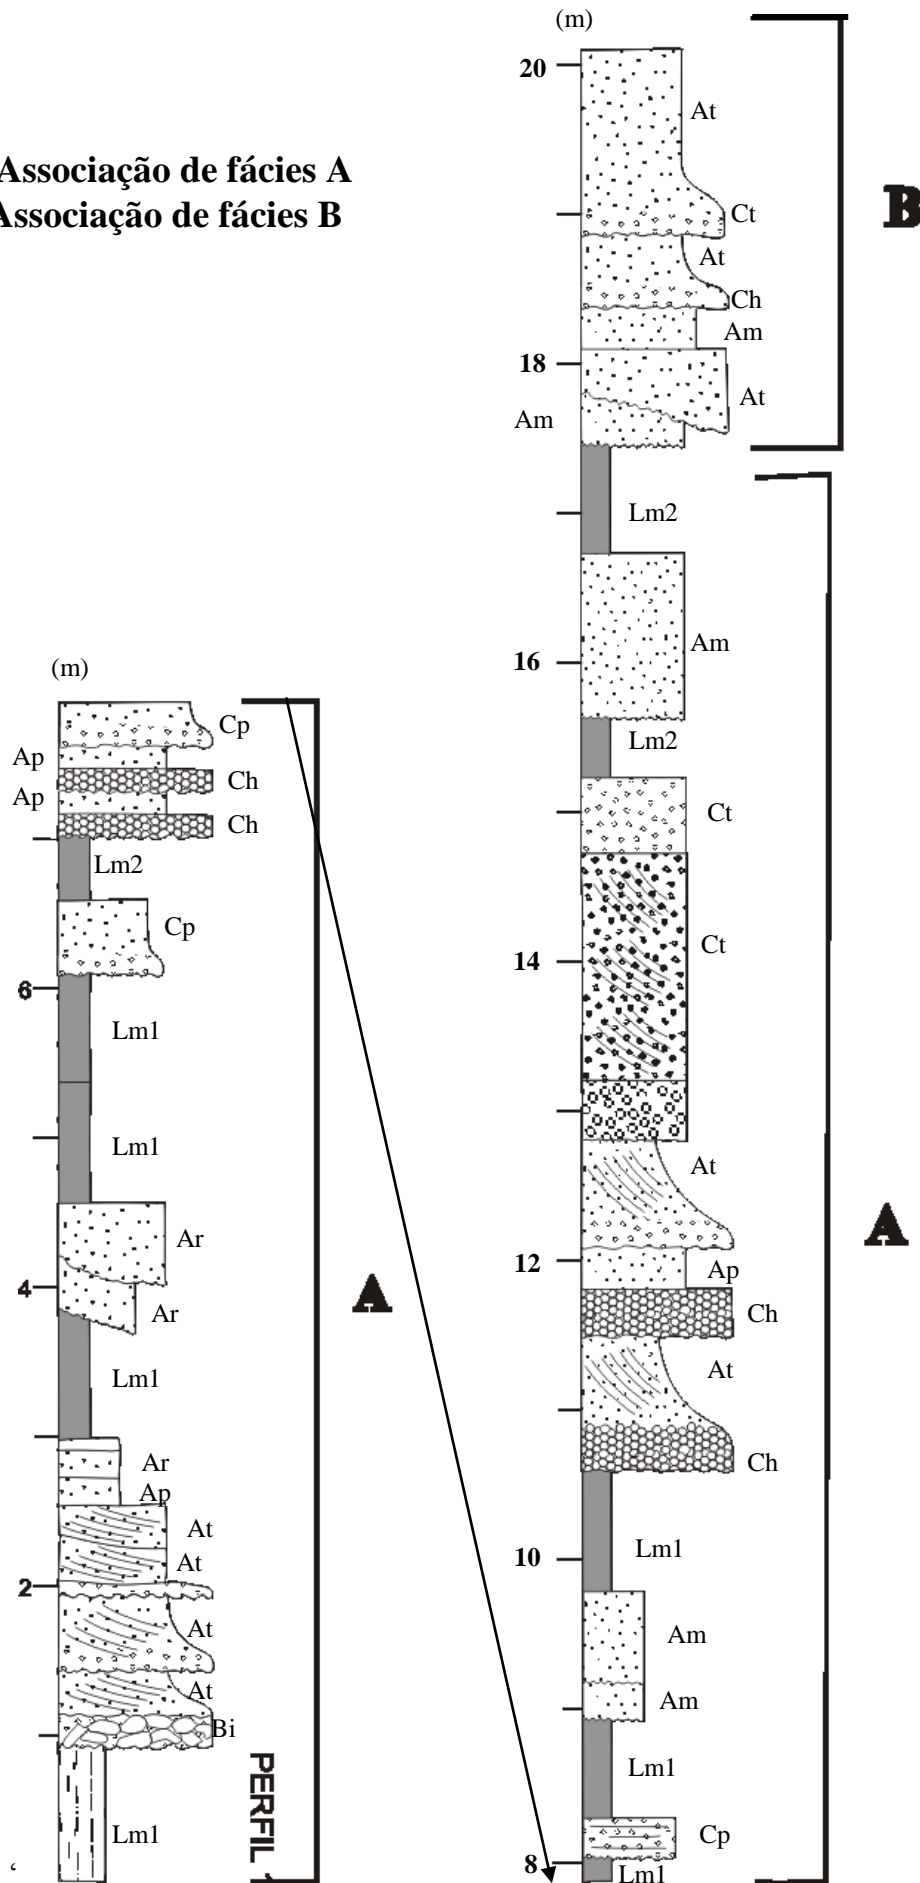 Associação de fácies A
Associação de fácies B
(m)
Cp
Ap
Ch
Ap
Ch
Lm2
Cp
6
Lm1
Lm1
Ar
4
Ar
Lm1
Ar
Ap
At
At
2
At
At
Bi
Lm1
PERFIL
A
(m)
20
At
Ct
At
Ch
Am
18
At
Am
B
Lm2
Am
16
Lm2
Ct
Ct
14
At
12
Ap
Ch
At
Ch
Lm1
10
Am
Am
Lm1
Cp
8
Lm1
A